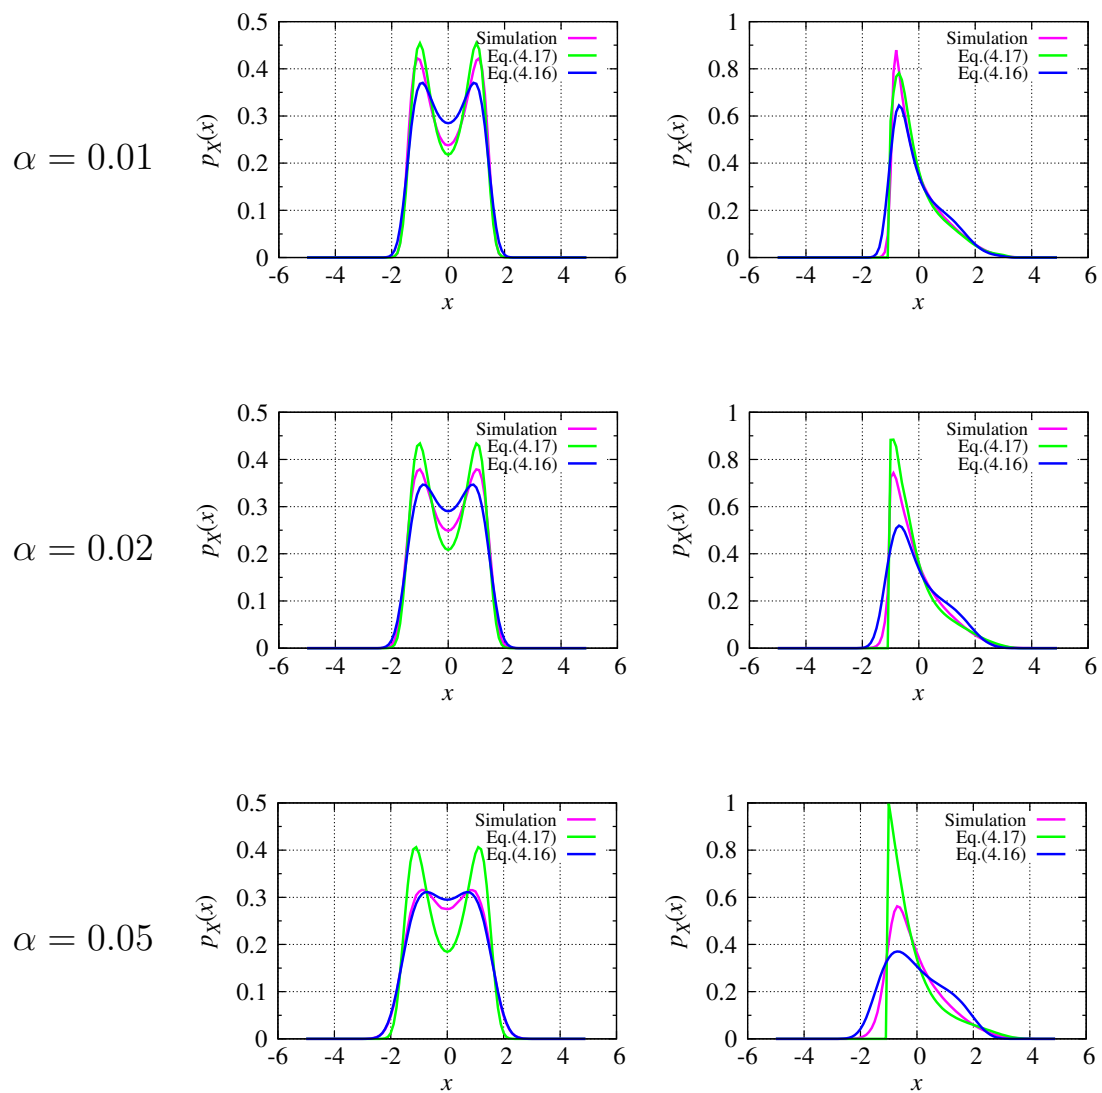 α = 0.01
0.5
0.4
0.3
0.2
0.1
0
-6 -4 -2 0 2 4 6
p_X(x)
x
Simulation
Eq.(4.17)
Eq.(4.16)
1
0.8
0.6
0.4
0.2
0
-6 -4 -2 0 2 4 6
p_X(x)
x
Simulation
Eq.(4.17)
Eq.(4.16)
α = 0.02
0.5
0.4
0.3
0.2
0.1
0
-6 -4 -2 0 2 4 6
p_X(x)
x
Simulation
Eq.(4.17)
Eq.(4.16)
1
0.8
0.6
0.4
0.2
0
-6 -4 -2 0 2 4 6
p_X(x)
x
Simulation
Eq.(4.17)
Eq.(4.16)
α = 0.05
0.5
0.4
0.3
0.2
0.1
0
-6 -4 -2 0 2 4 6
p_X(x)
x
Simulation
Eq.(4.17)
Eq.(4.16)
1
0.8
0.6
0.4
0.2
0
-6 -4 -2 0 2 4 6
p_X(x)
x
Simulation
Eq.(4.17)
Eq.(4.16)